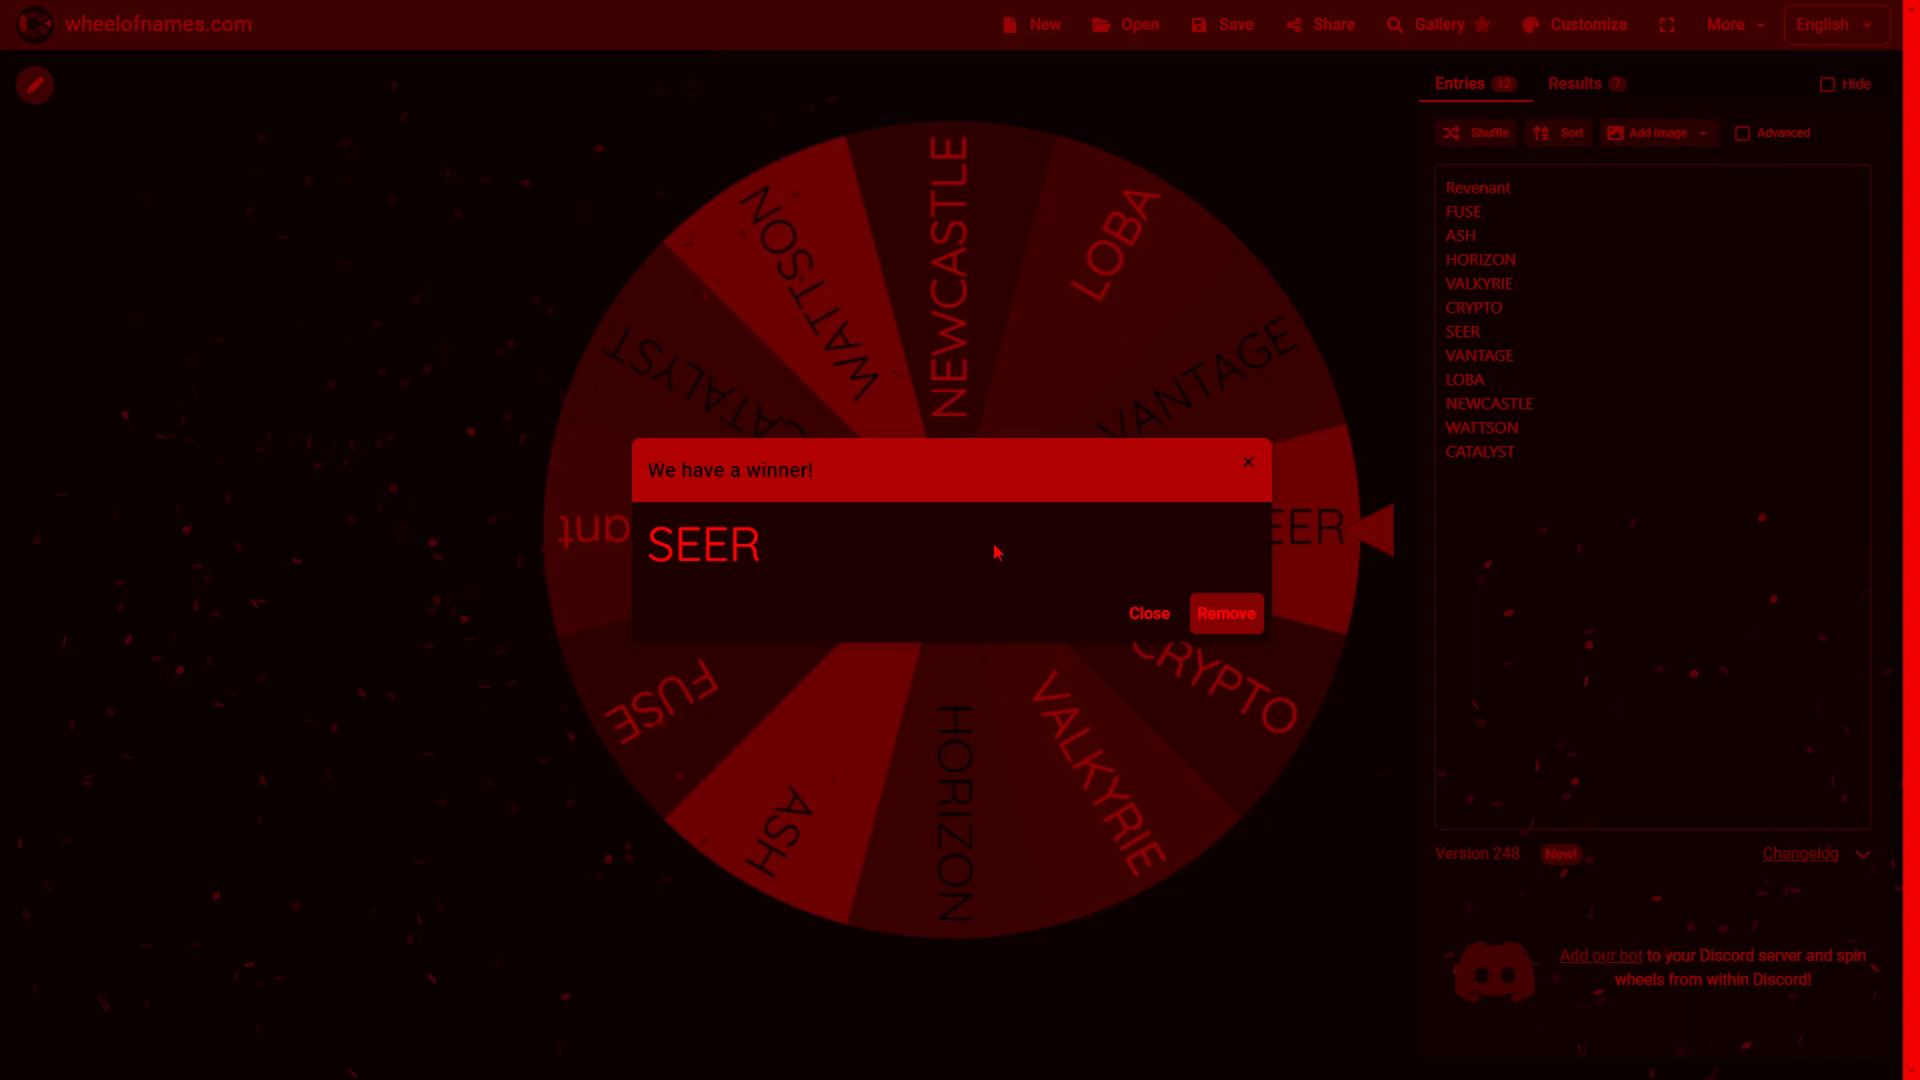 wheelofnames.com
New
Open
Save
Share
Gallery
Customize
More
English
Entries 12
Results 7
Hide
Shuffle
Sort
Add image
Advanced
Revenant
FUSE
ASH
HORIZON
VALKYRIE
CRYPTO
SEER
VANTAGE
LOBA
NEWCASTLE
WATTSON
CATALYST
NEWCASTLE
LOBA
WATTSON
VANTAGE
CATALYST
We have a winner!
SEER
Close
Remove
ant
EER
FUSE
CRYPTO
VALKYRIE
ASH
HORIZON
Version 248
New!
Changelog
Add our bot to your Discord server and spin
wheels from within Discord!